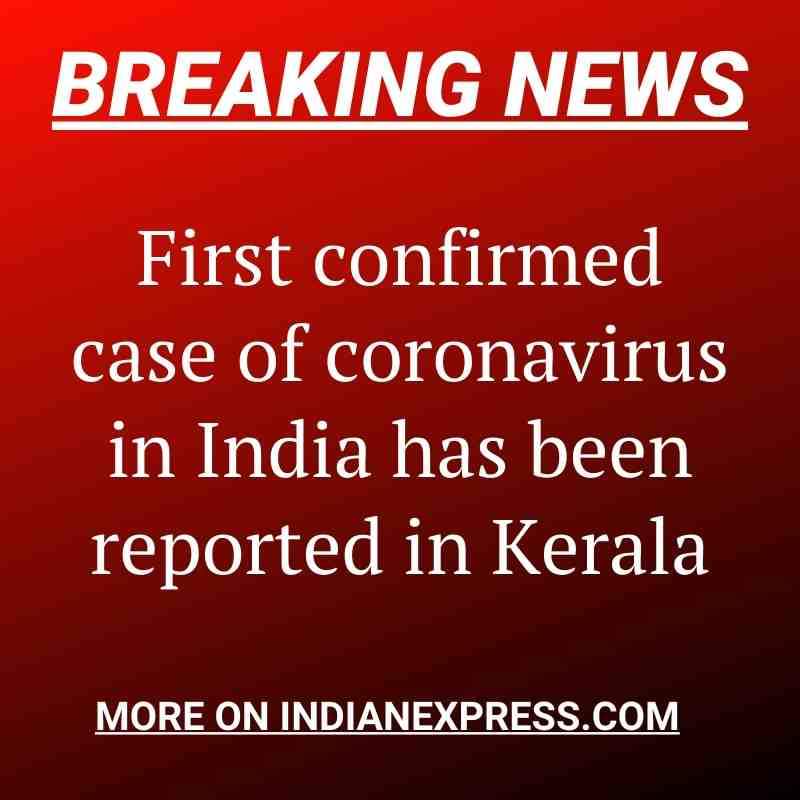 BREAKING NEWS
First confirmed
case of coronavirus
in India has been
reported in Kerala
MORE ON INDIANEXPRESS.COM